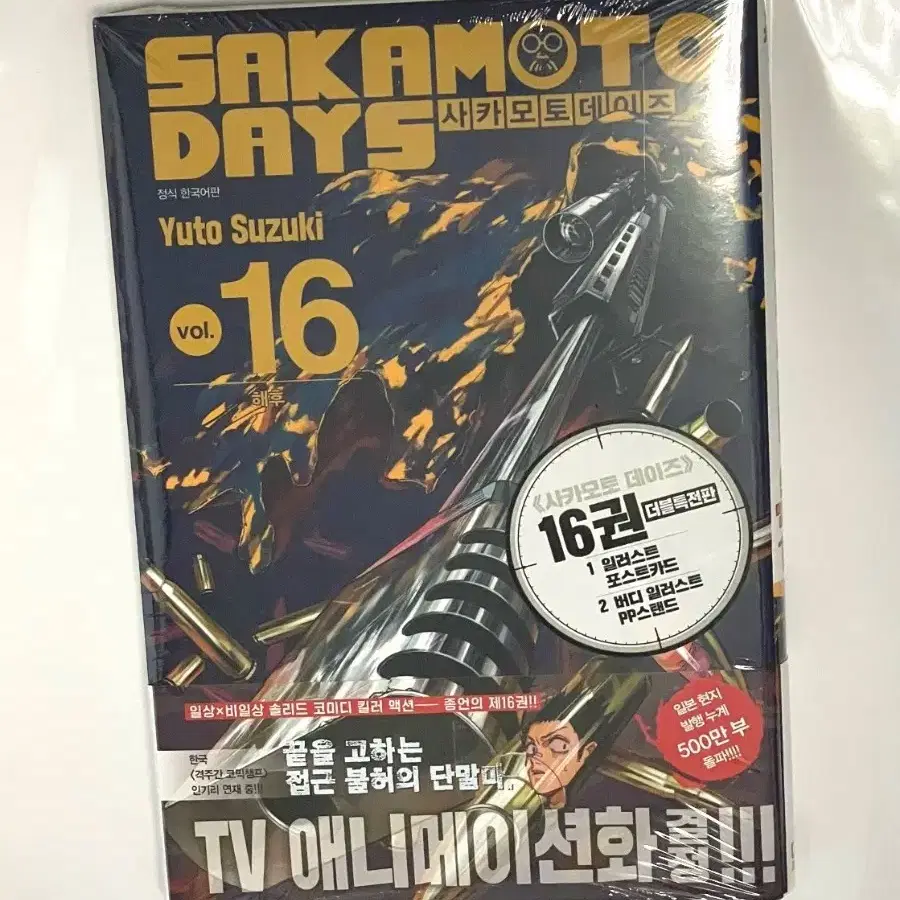 SAKAMOTO
DAYS
사카모토데이즈
정식 한국어판
Yuto Suzuki
vol. 16
해후
《사카모토 데이즈》
16권 더블특전판
1 일러스트
포스트카드
2 버디 일러스트
PP스탠드
일상×비일상 솔리드 코미디 킬러 액션── 종언의 제16권!!
일본 현지
발행 누계
500만 부
돌파!!!!
한국
〈격주간 코믹챔프〉
인기리 연재 중!!!
끝을 고하는
접근 불허의 단말마.
TV 애니메이션화 결정!!!